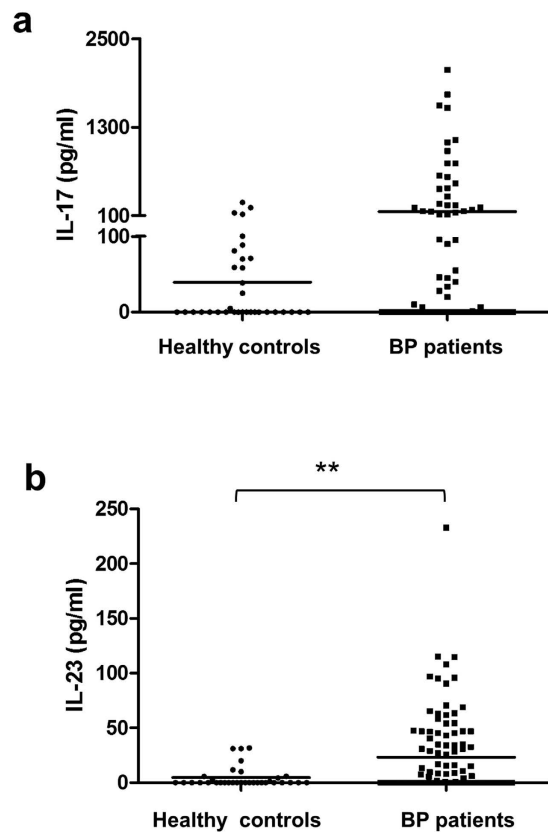 a
2500
1300
100
100
0
IL-17 (pg/ml)
Healthy controls BP patients
b
**
250
200
150
100
50
0
IL-23 (pg/ml)
Healthy controls BP patients